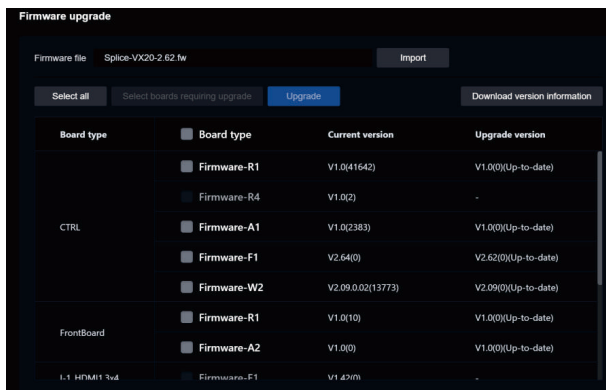 Firmware upgrade
Firmware file Splice-VX20-2.62.fw Import
Select all Select boards requiring upgrade Upgrade Download version information
Board type Board type Current version Upgrade version
Firmware-R1 V1.0(41642) V1.0(0)(Up-to-date)
Firmware-R4 V1.0(2) -
CTRL Firmware-A1 V1.0(2383) V1.0(0)(Up-to-date)
Firmware-F1 V2.64(0) V2.62(0)(Up-to-date)
Firmware-W2 V2.09.0.02(13773) V2.09(0)(Up-to-date)
Firmware-R1 V1.0(10) V1.0(0)(Up-to-date)
FrontBoard
Firmware-A2 V1.0(0) V1.0(0)(Up-to-date)
I-1_HDMI1.3x4 Firmware-F1 V1.42(0) -